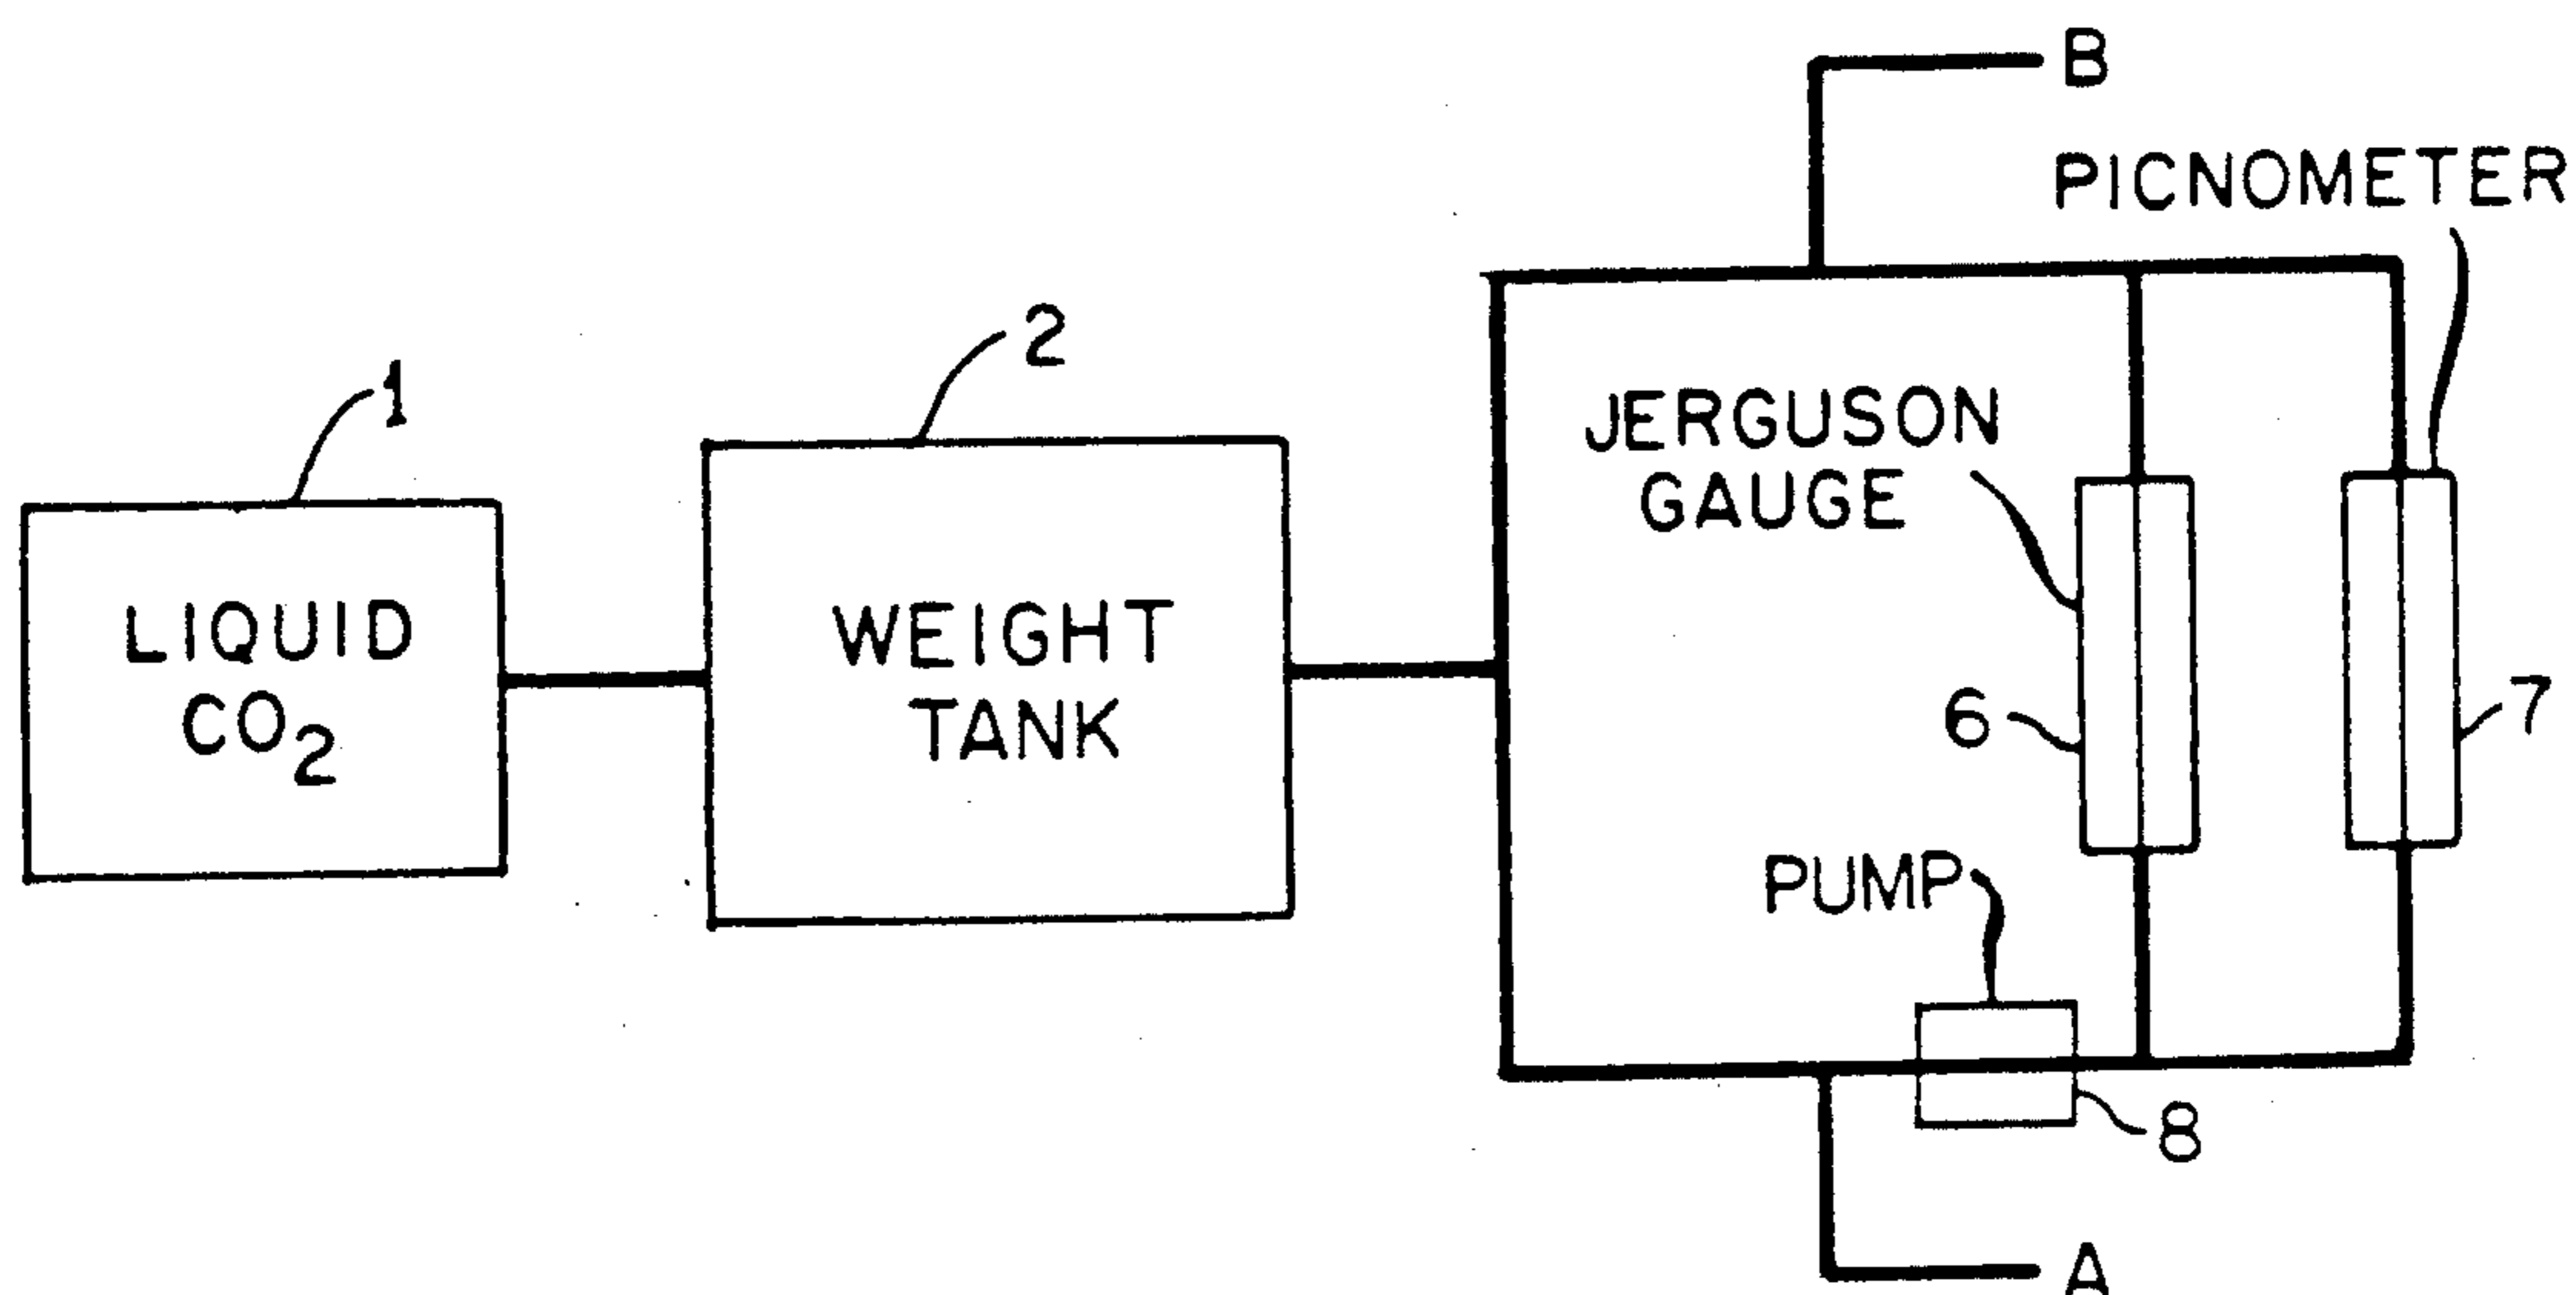 B
PICNOMETER
2
1
JERGUSON
GAUGE
LIQUID
CO2
WEIGHT
TANK
6
7
PUMP
8
A